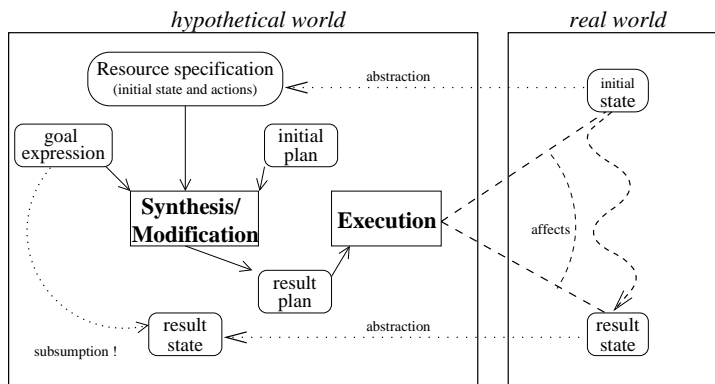 hypothetical world
real world
Resource specification
(initial state and actions)
abstraction
initial
state
goal
expression
initial
plan
Synthesis/
Modification
Execution
affects
result
plan
result
state
abstraction
result
state
subsumption !